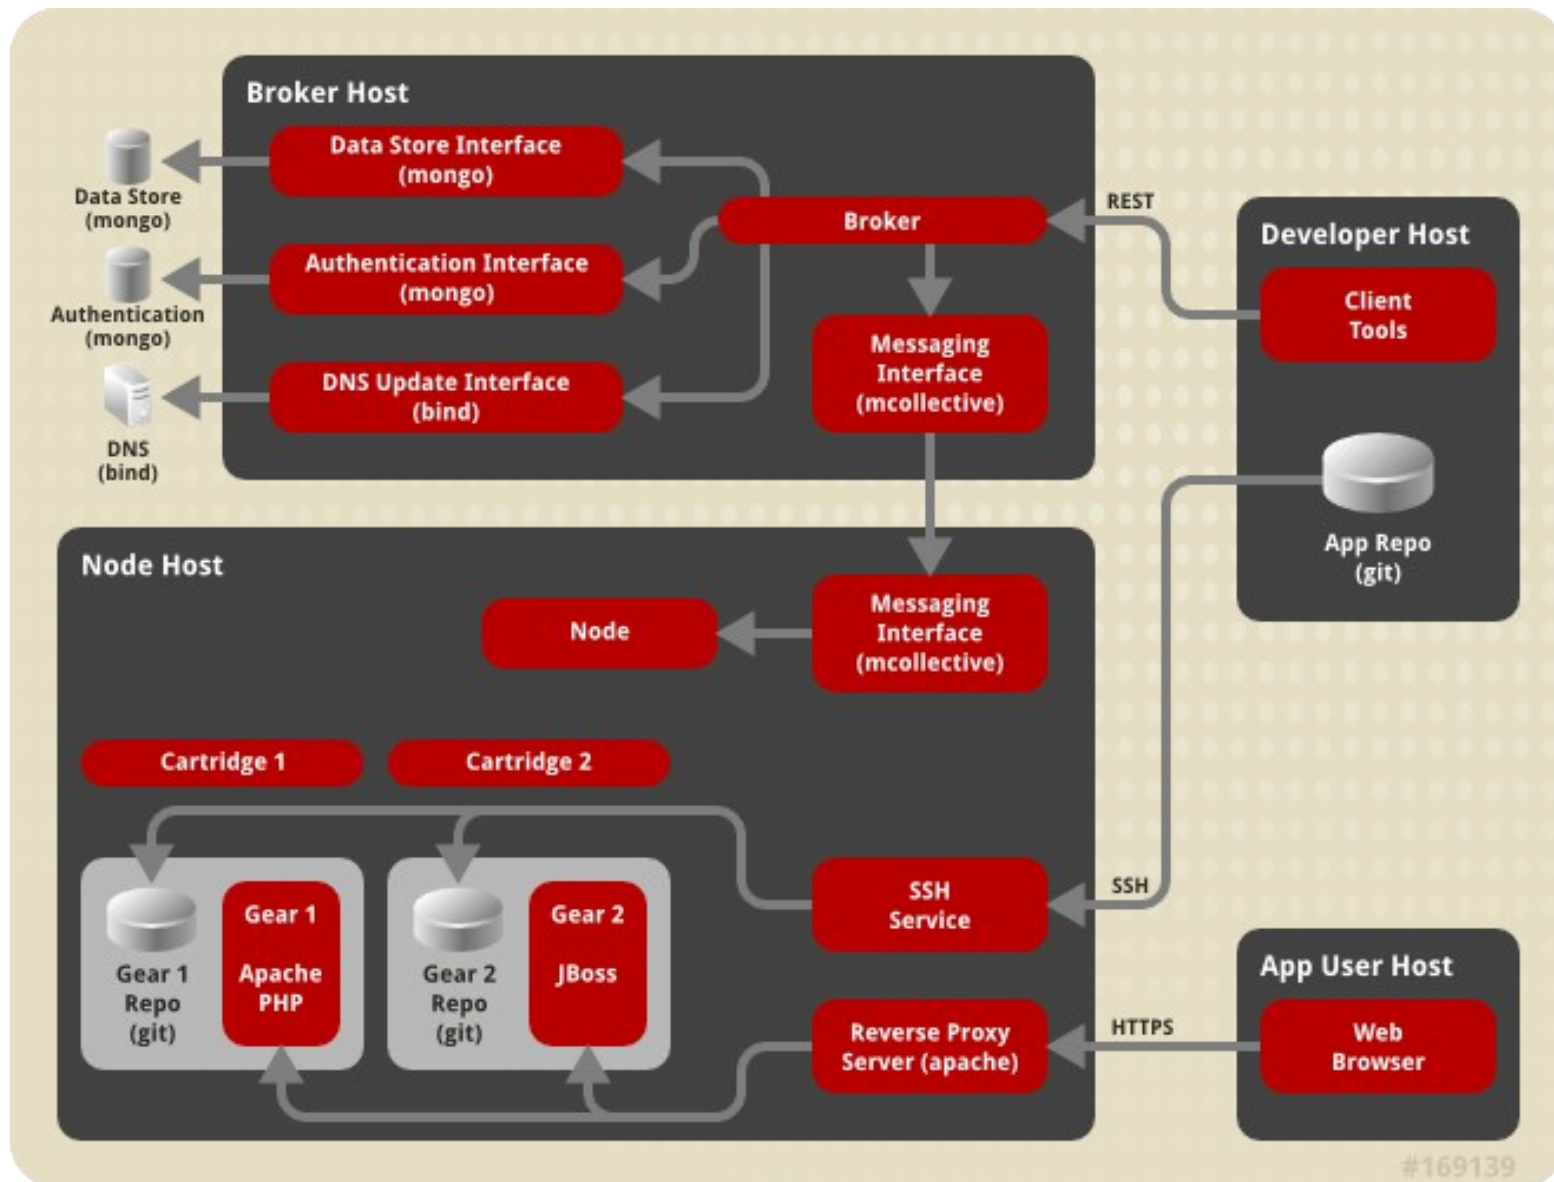 Broker Host
Data Store Interface
(mongo)
Data Store
(mongo)
Broker
REST
Developer Host
Authentication Interface
(mongo)
Authentication
(mongo)
Client
Tools
Messaging
Interface
(mcollective)
DNS Update Interface
(bind)
DNS
(bind)
App Repo
(git)
Node Host
Node
Messaging
Interface
(mcollective)
Cartridge 1
Cartridge 2
Gear 1
Repo
(git)
Gear 1
Apache
PHP
Gear 2
Repo
(git)
Gear 2
JBoss
SSH
Service
SSH
App User Host
Reverse Proxy
Server (apache)
HTTPS
Web
Browser
#169139